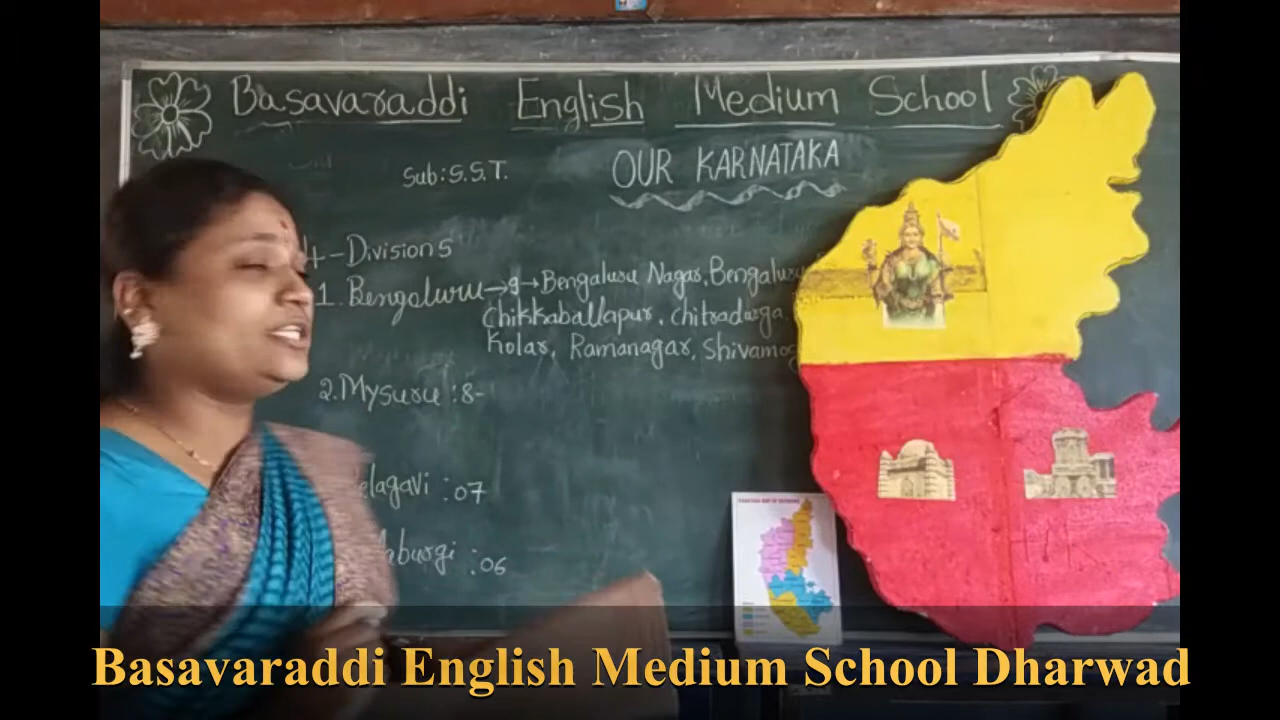 Basavaraddi English Medium School
Sub:S.S.T.
OUR KARNATAKA
4-Divisions
1. Bengaluru→9→Bengaluru Nagar, Bengaluru
Chikkaballapur, chitradurga.
Kolar, Ramanagar, Shivamog
2. Mysuru :8-
elagavi :07
aburgi :06
Basavaraddi English Medium School Dharwad